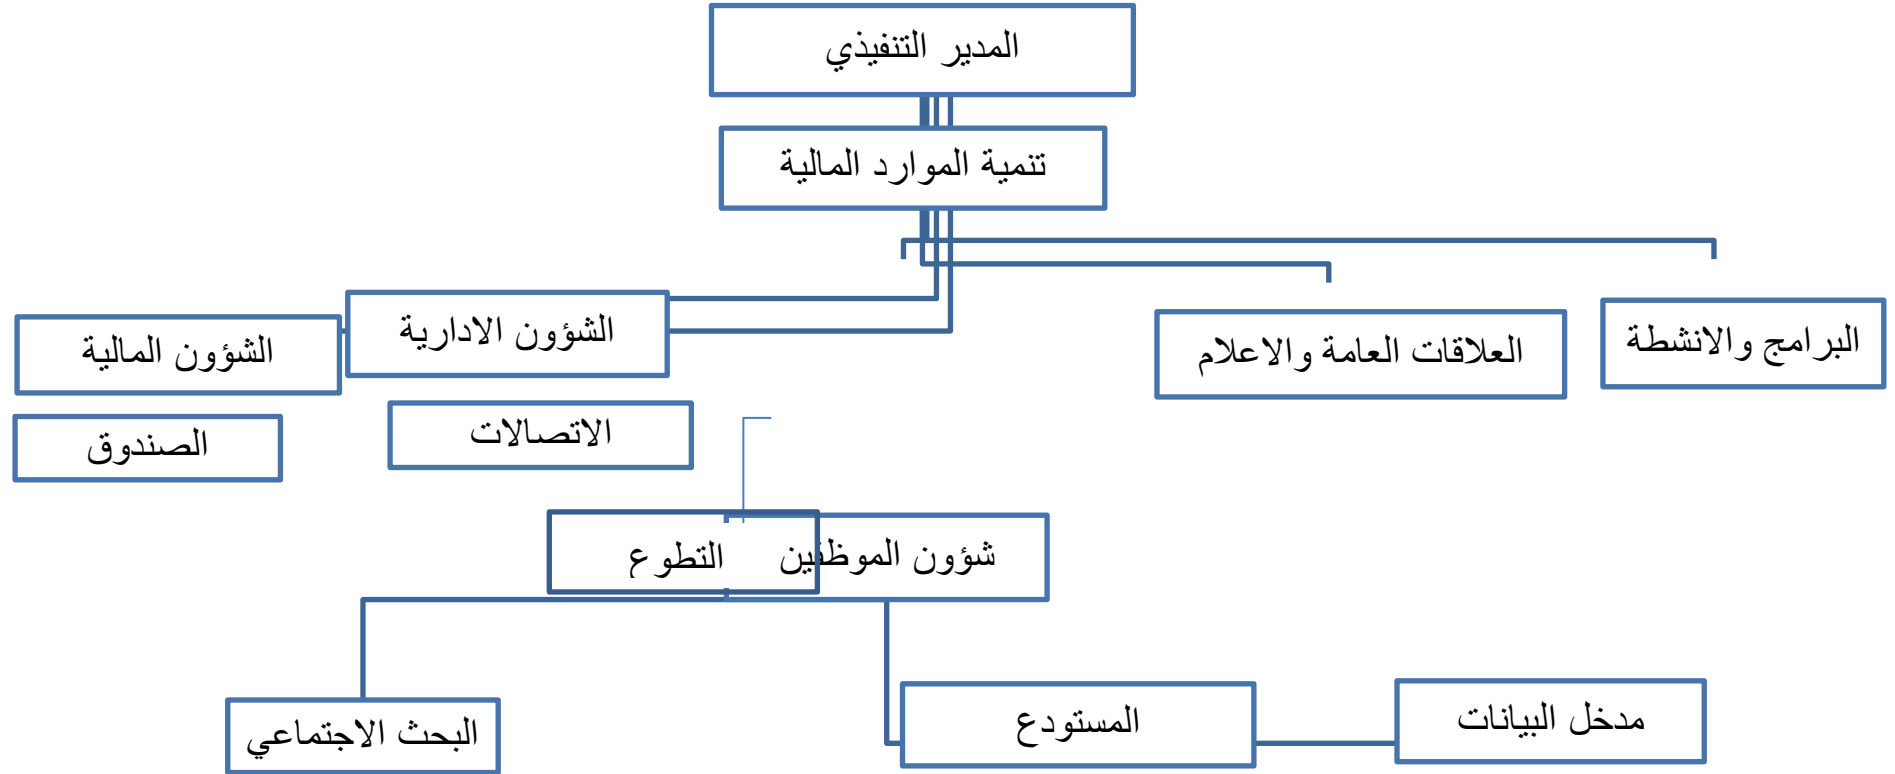 المدير التنفيذي
تنمية الموارد المالية
البرامج والانشطة
العلاقات العامة والاعلام
الشؤون الادارية
الشؤون المالية
الاتصالات
الصندوق
شؤون الموظفين
التطوع
مدخل البيانات
المستودع
البحث الاجتماعي